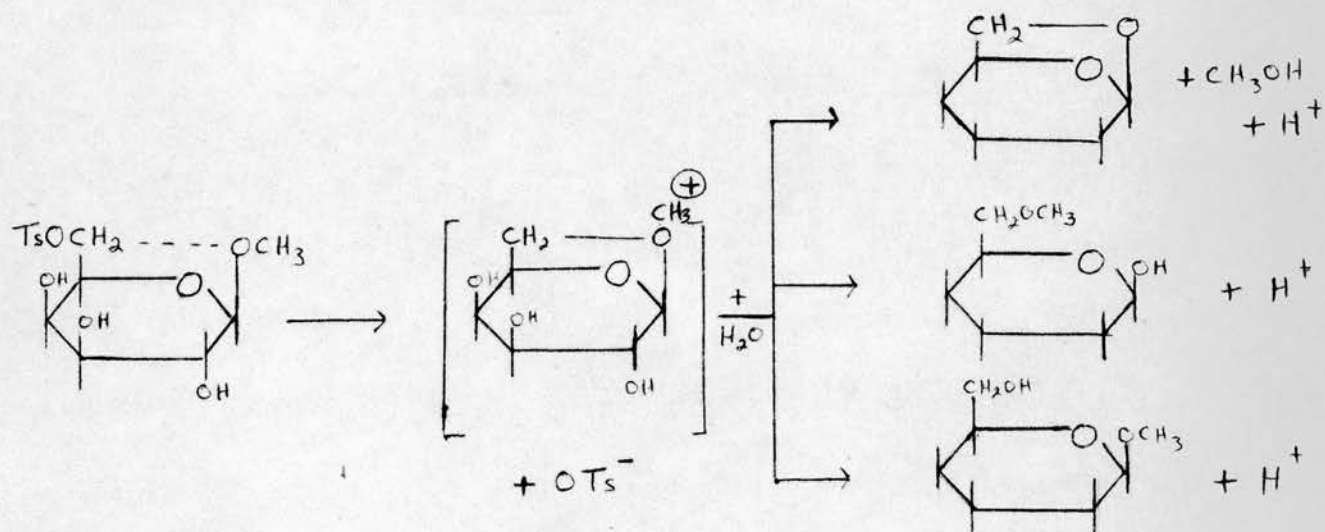 CH2 O
O
+ CH3OH
+ H+
TsOCH2 - - - - OCH3
OH O
OH
OH
+
CH3
CH2 O
OH O
OH
OH
+ OTs-
+
H2O
CH2OCH3
O OH
+ H+
CH2OH
O OCH3
+ H+